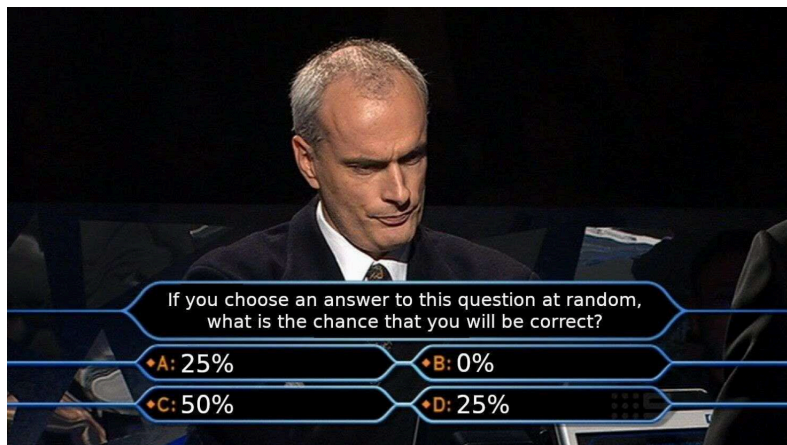 If you choose an answer to this question at random,
what is the chance that you will be correct?
A: 25%
B: 0%
C: 50%
D: 25%